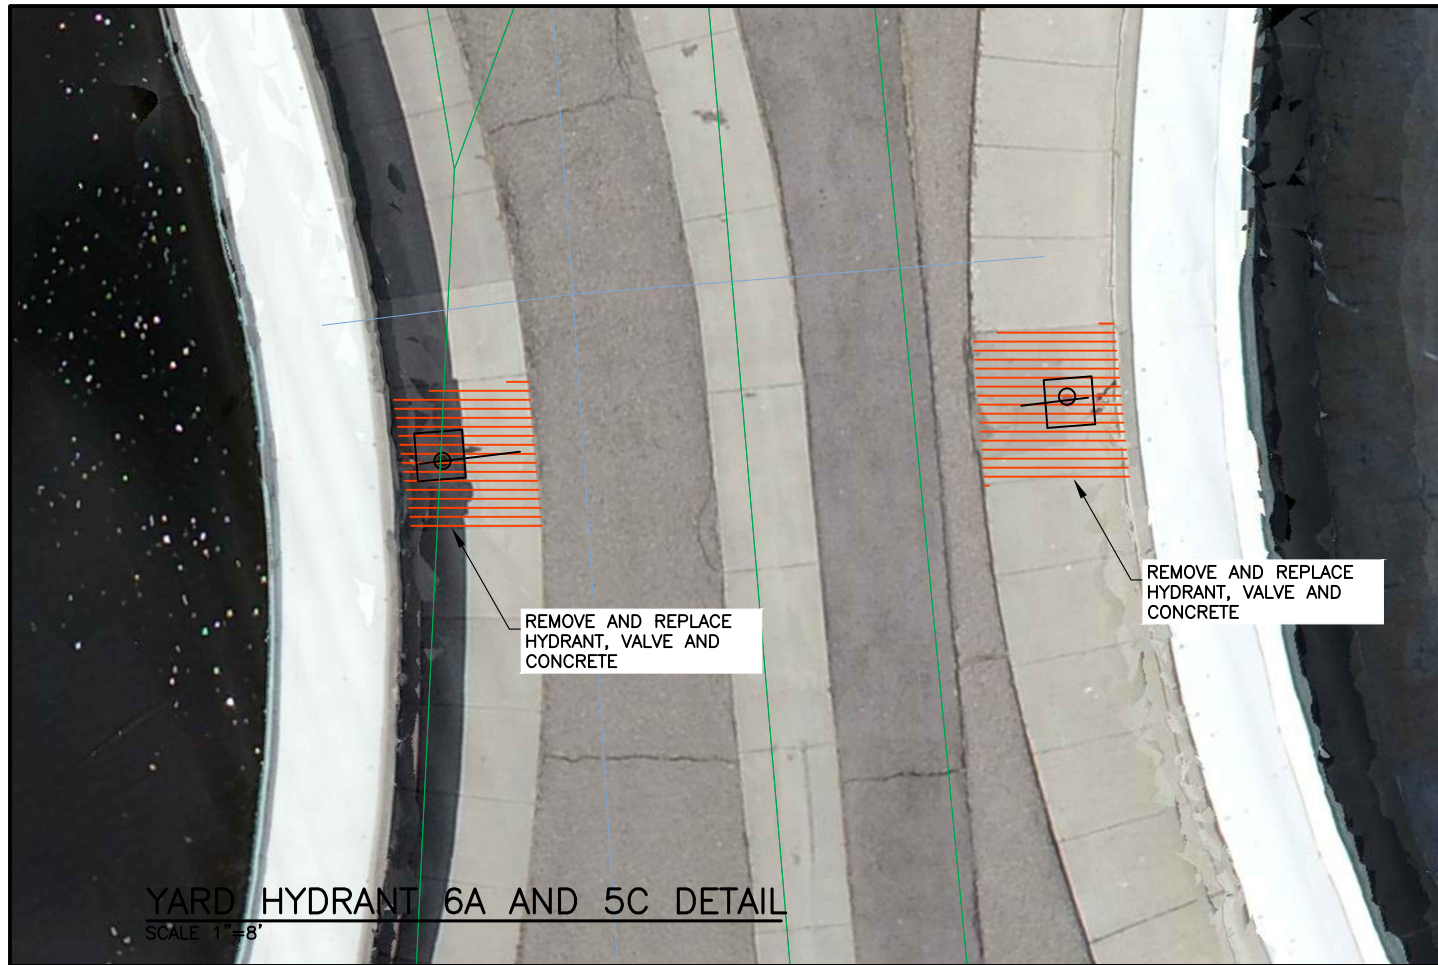 REMOVE AND REPLACE
HYDRANT, VALVE AND
CONCRETE
REMOVE AND REPLACE
HYDRANT, VALVE AND
CONCRETE
YARD HYDRANT 6A AND 5C DETAIL
SCALE 1"=8'